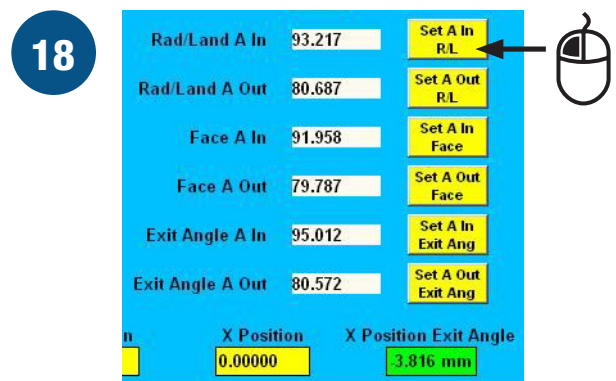 18
Rad/Land A In 93.217 Set A In
R/L
Rad/Land A Out 80.687 Set A Out
R/L
Face A In 91.958 Set A In
Face
Face A Out 79.787 Set A Out
Face
Exit Angle A In 95.012 Set A In
Exit Ang
Exit Angle A Out 80.572 Set A Out
Exit Ang
n X Position X Position Exit Angle
0.00000 -3.816 mm